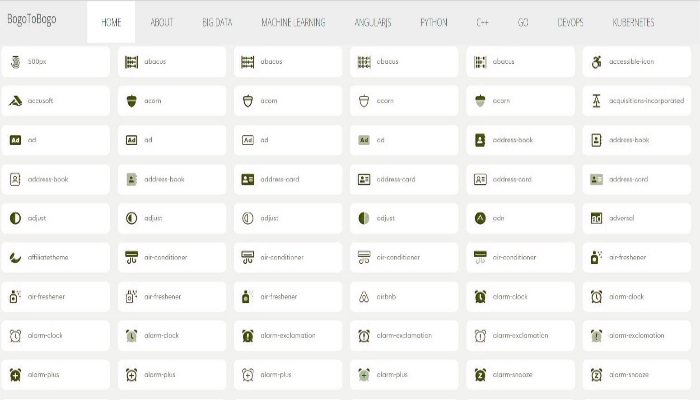 BogoToBogo HOME ABOUT BIG DATA MACHINE LEARNING ANGULARJS PYTHON C++ GO DEVOPS KUBERNETES
500px abacus abacus abacus abacus accessible-icon
accusoft acorn acorn acorn acorn acquisitions-incorporated
Ad ad Ad ad Ad ad Ad ad address-book address-book
address-book address-book address-card address-card address-card address-card
adjust adjust adjust adjust adn ad adversal
affiliatetheme air-conditioner air-conditioner air-conditioner air-conditioner air-freshener
air-freshener air-freshener air-freshener airbnb alarm-clock alarm-clock
alarm-clock alarm-clock alarm-exclamation alarm-exclamation alarm-exclamation alarm-exclamation
alarm-plus alarm-plus alarm-plus alarm-plus alarm-snooze alarm-snooze